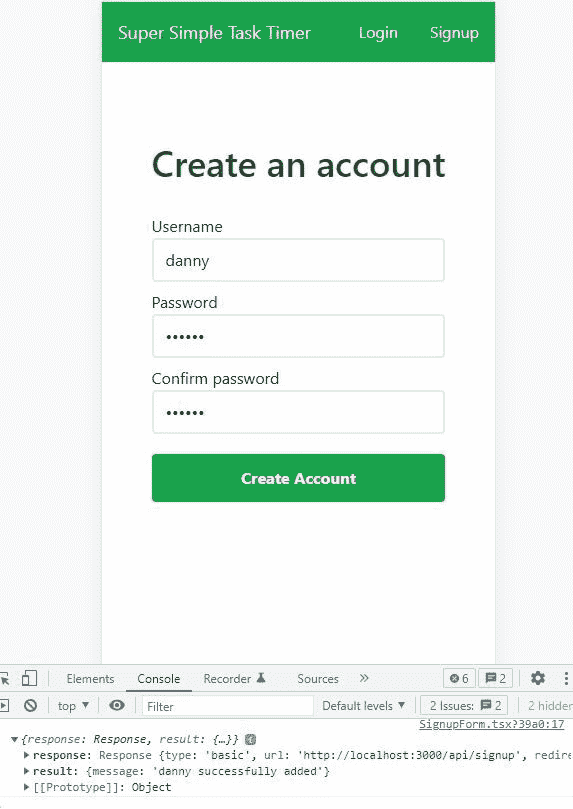 Super Simple Task Timer Login Signup
Create an account
Username
danny
Password
••••••
Confirm password
••••••
Create Account
Elements Console Recorder Sources » 6 2
top ▼ Filter Default levels ▼ 2 Issues: 2 2 hidden
SignupForm.tsx?39a0:17
▼{response: Response, result: {…}} i
▶ response: Response {type: 'basic', url: 'http://localhost:3000/api/signup', redire
▶ result: {message: 'danny successfully added'}
▶ [[Prototype]]: Object